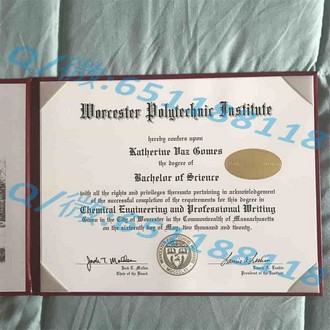 Worcester Polytechnic Institute
hereby confers upon
Katherine Vaz Gomes
the degree of
Bachelor of Science
with all the rights and privileges thereunto pertaining in acknowledgement
of the successful completion of the requirements for this degree in
Chemical Engineering and Professional Writing
Given in the City of Worcester in the Commonwealth of Massachusetts
on the sixteenth day of May, two thousand and twenty.
Jack T. Mollen
Chair of the Board
President of the Institute
Q/微:651188118